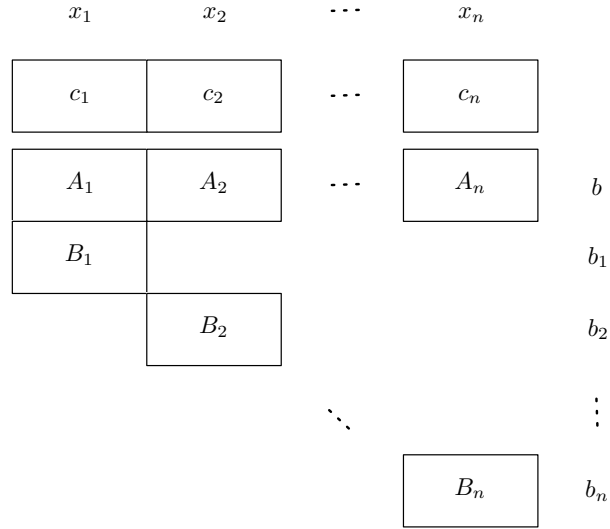 x₁ x₂ ⋯ xₙ
c₁ c₂ ⋯ cₙ
A₁ A₂ ⋯ Aₙ b
B₁ b₁
B₂ b₂
⋱ ⋮
Bₙ bₙ